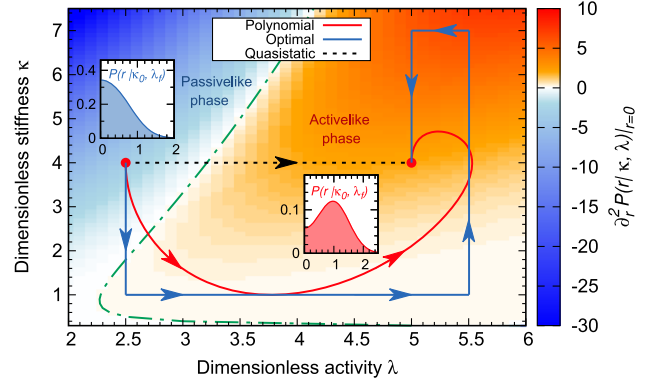 Polynomial
Optimal
Quasistatic
Passivelike
phase
Activelike
phase
P(r |κ₀, λᵢ)
0.4
0.2
0
0 1 2
P(r |κ₀, λ_f)
0.1
0
0 1 2
7
6
5
4
3
2
1
Dimensionless stiffness κ
2 2.5 3 3.5 4 4.5 5 5.5 6
Dimensionless activity λ
10
5
0
-5
-10
-15
-20
-25
-30
∂²ᵣ P(r| κ, λ)|ᵣ₌₀